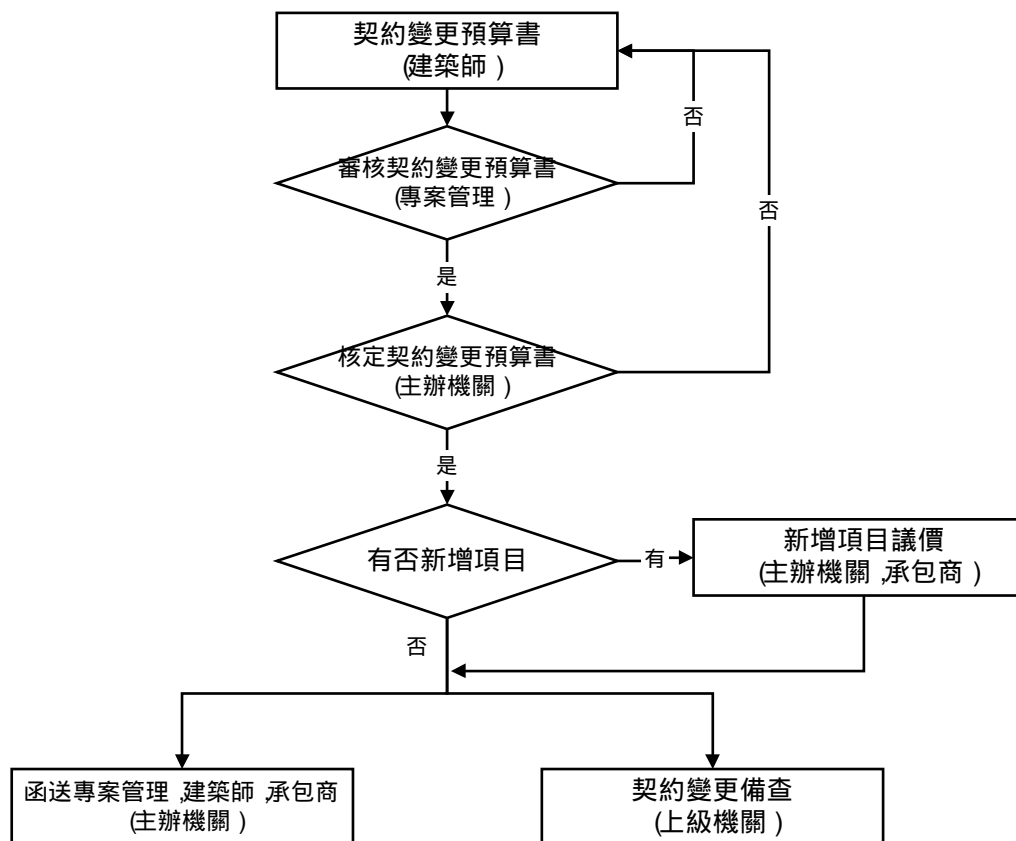 契約變更預算書
(建築師)
否
審核契約變更預算書
(專案管理)
否
是
核定契約變更預算書
(主辦機關)
是
有否新增項目
有
新增項目議價
(主辦機關,承包商)
否
函送專案管理,建築師,承包商
(主辦機關)
契約變更備查
(上級機關)